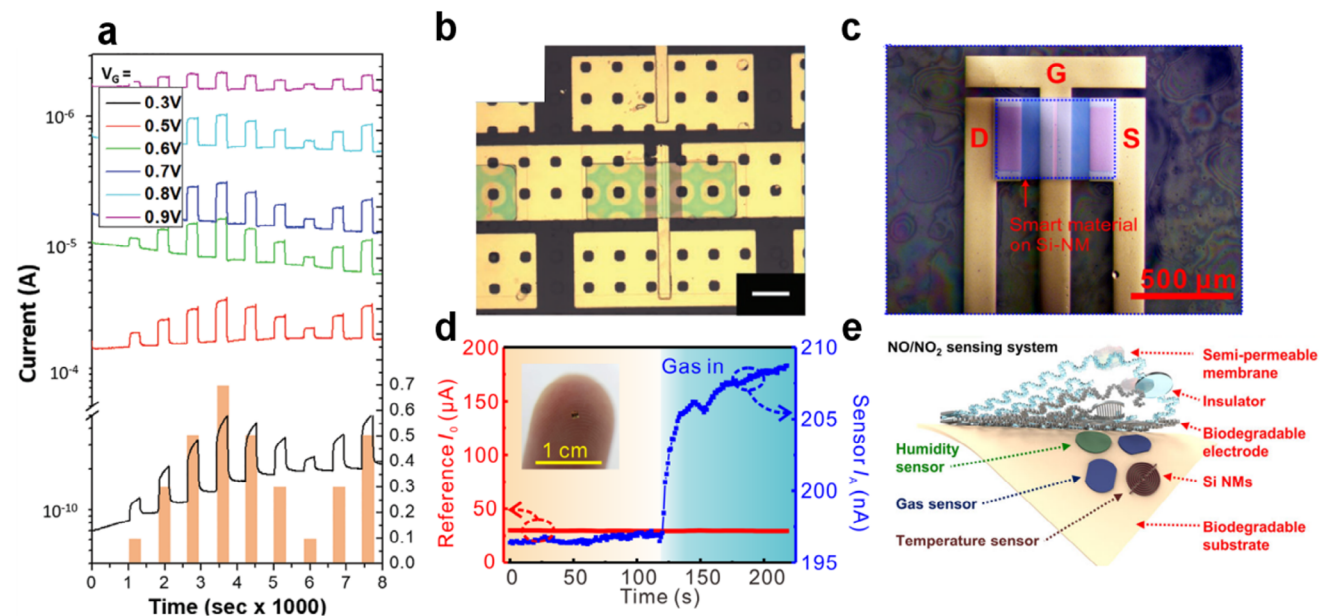 a
V_G =
0.3V
0.5V
0.6V
0.7V
0.8V
0.9V
Current (A)
10^-6
10^-5
10^-4
10^-10
0.7
0.6
0.5
0.4
0.3
0.2
0.1
0.0
0 1 2 3 4 5 6 7 8
Time (sec x 1000)
b
c
G
D
S
Smart material
on Si-NM
500 μm
d
Reference I_0 (μA)
200
150
100
50
0
Gas in
1 cm
210
205
200
195
Sensor I_A (nA)
0 50 100 150 200
Time (s)
e
NO/NO₂ sensing system
Semi-permeable
membrane
Insulator
Biodegradable
electrode
Si NMs
Biodegradable
substrate
Humidity
sensor
Gas sensor
Temperature sensor